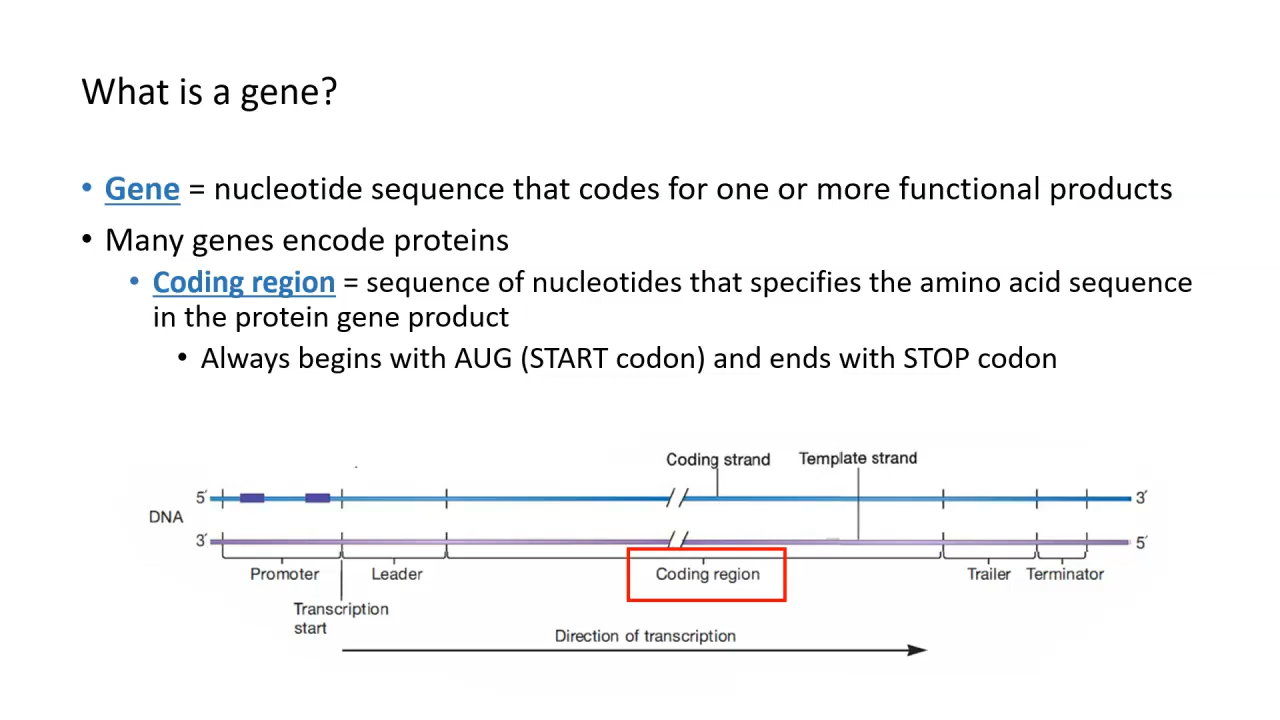 What is a gene?
• Gene = nucleotide sequence that codes for one or more functional products
• Many genes encode proteins
• Coding region = sequence of nucleotides that specifies the amino acid sequence
in the protein gene product
• Always begins with AUG (START codon) and ends with STOP codon
Coding strand Template strand
5′ 3′
DNA
3′ 5′
Promoter Leader Coding region Trailer Terminator
Transcription
start
Direction of transcription